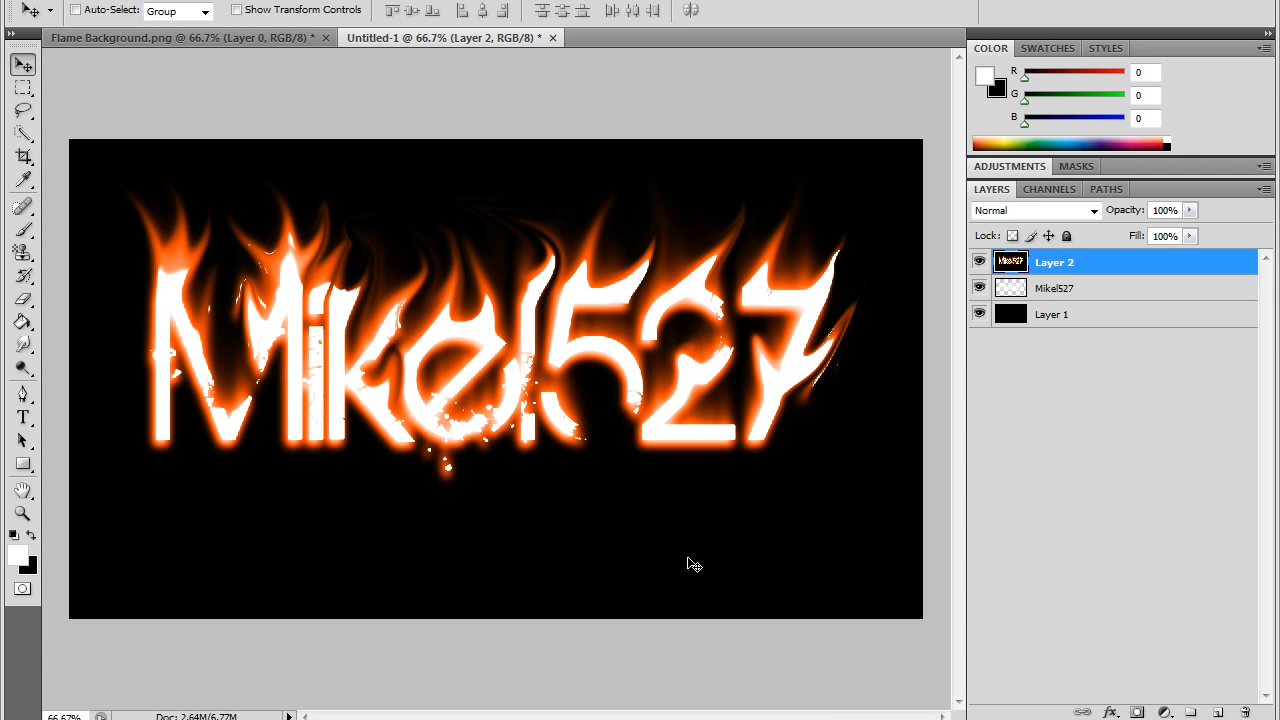 Auto-Select: Group Show Transform Controls
Flame Background.png @ 66.7% (Layer 0, RGB/8) * × Untitled-1 @ 66.7% (Layer 2, RGB/8) * ×
COLOR SWATCHES STYLES
R 0
G 0
B 0
ADJUSTMENTS MASKS
LAYERS CHANNELS PATHS
Normal Opacity: 100%
Lock: Fill: 100%
Mikel527 Layer 2
Mikel527
Layer 1
Mikel527
T
66.67% Doc: 2.64M/6.77M
fx